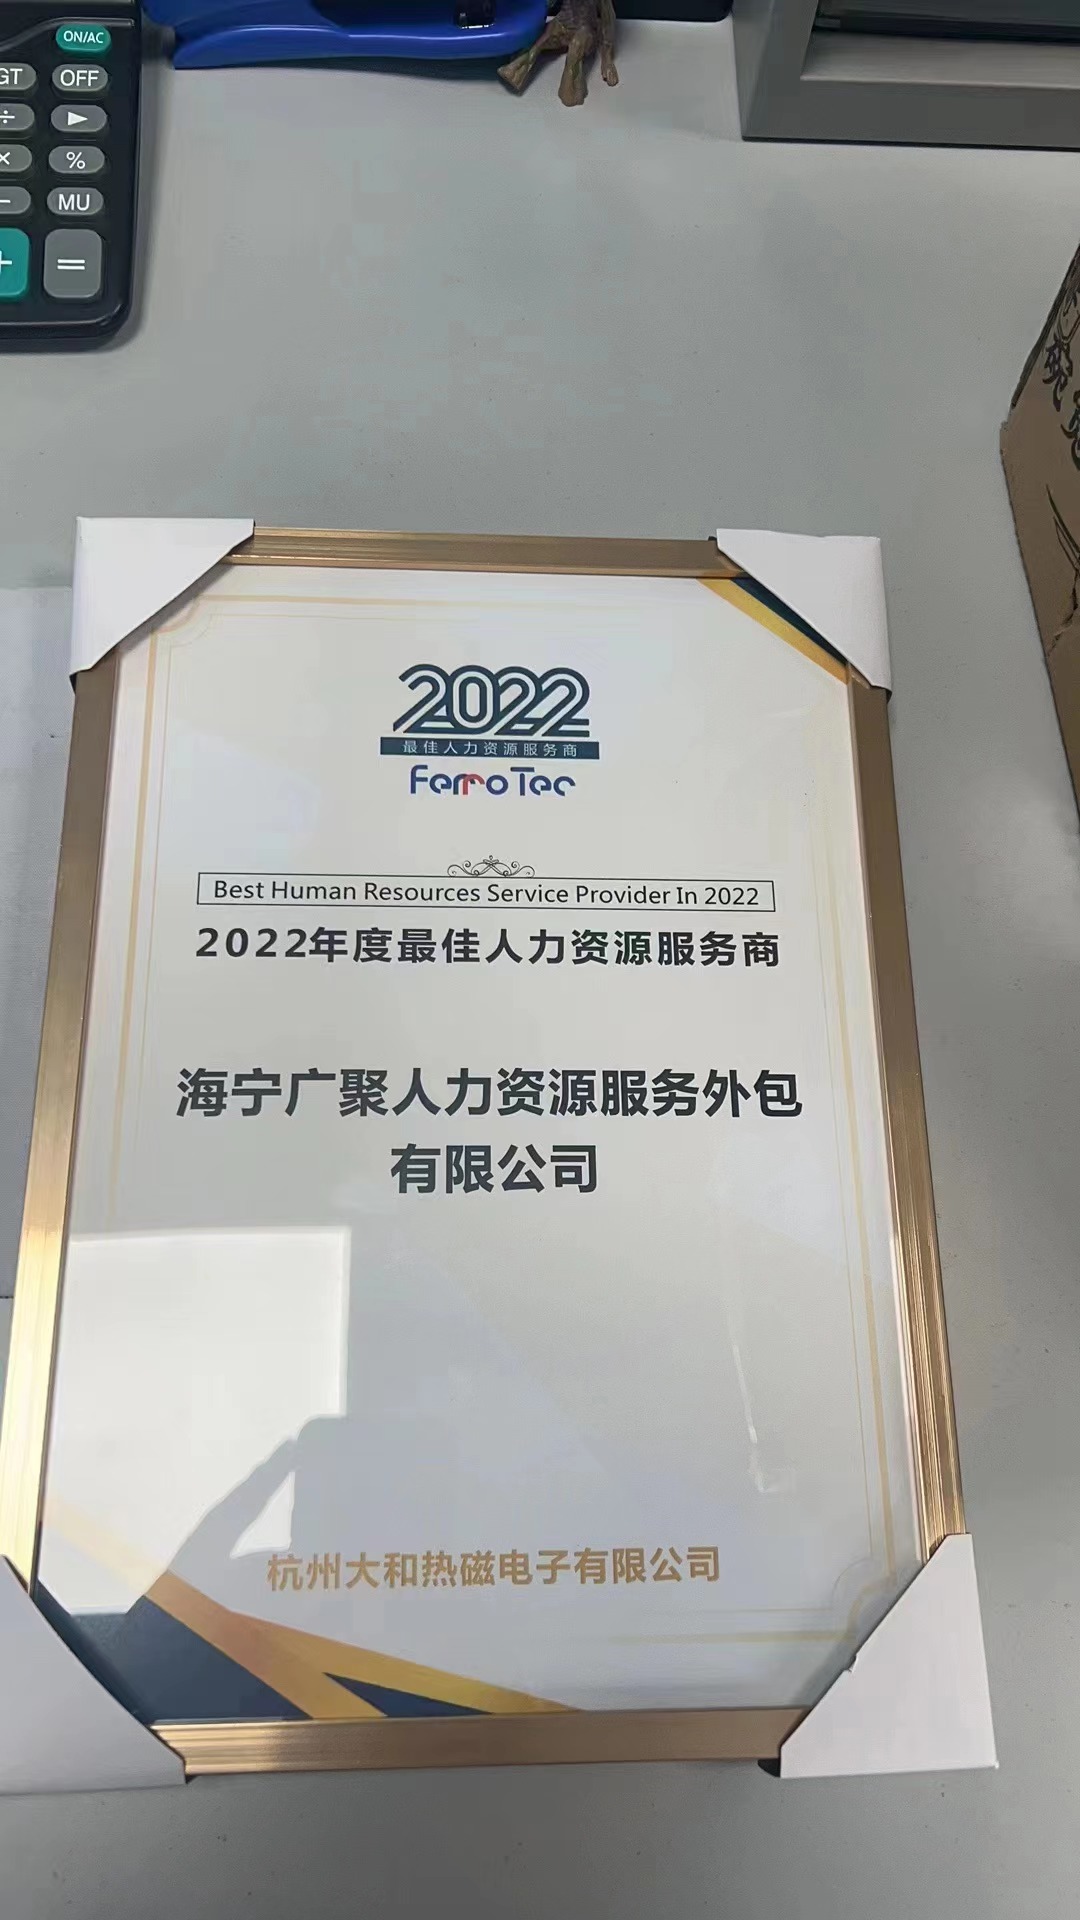 ON/AC
GT OFF
÷ ▶
× %
− MU
+ =
碗
2022
最佳人力资源服务商
FerroTec
Best Human Resources Service Provider In 2022
2022年度最佳人力资源服务商
海宁广聚人力资源服务外包
有限公司
杭州大和热磁电子有限公司